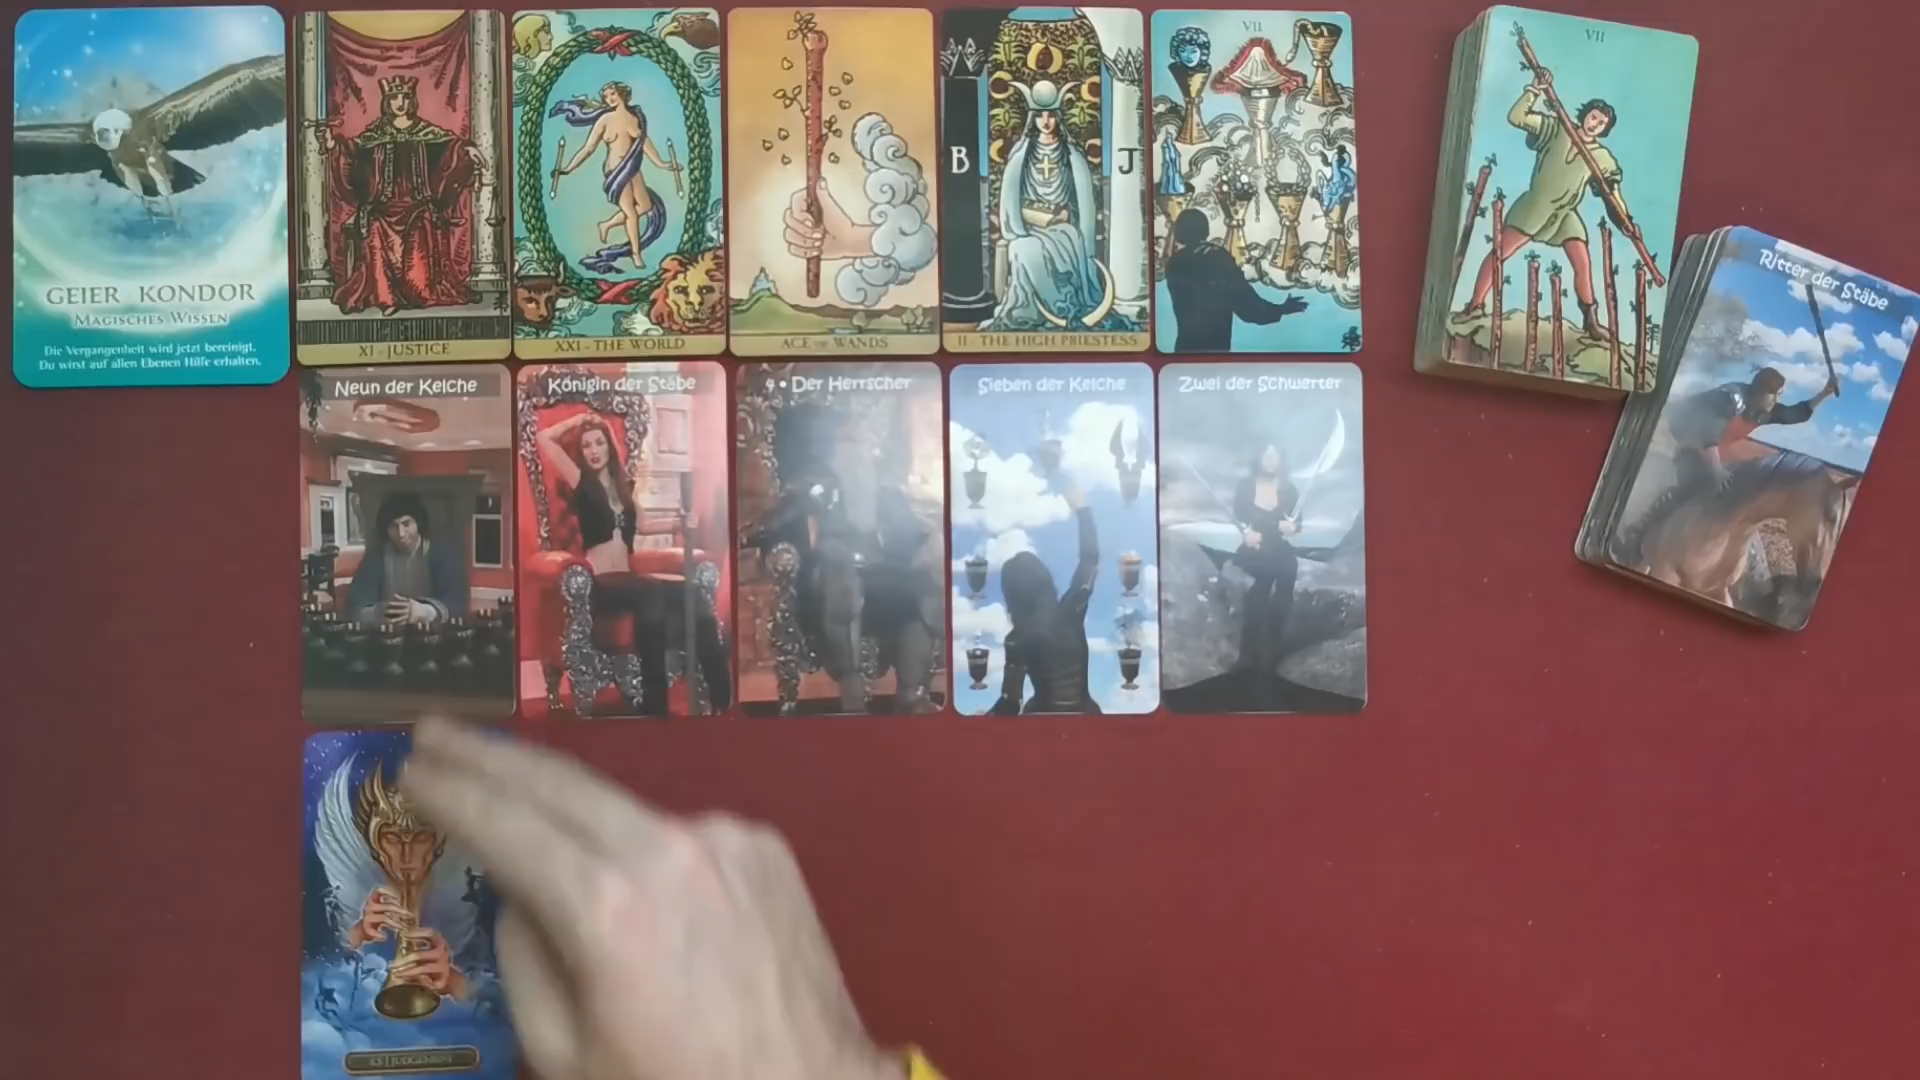 GEIER · KONDOR
MAGISCHES WISSEN
Die Vergangenheit wird jetzt bereinigt.
Du wirst auf allen Ebenen Hilfe erhalten.
XI - JUSTICE
XXI - THE WORLD
ACE OF WANDS
B
J
II - THE HIGH PRIESTESS
VII
VII
Ritter der Stäbe
Neun der Kelche
Königin der Stäbe
4 • Der Herrscher
Sieben der Kelche
Zwei der Schwerter
XX | JUDGEMENT